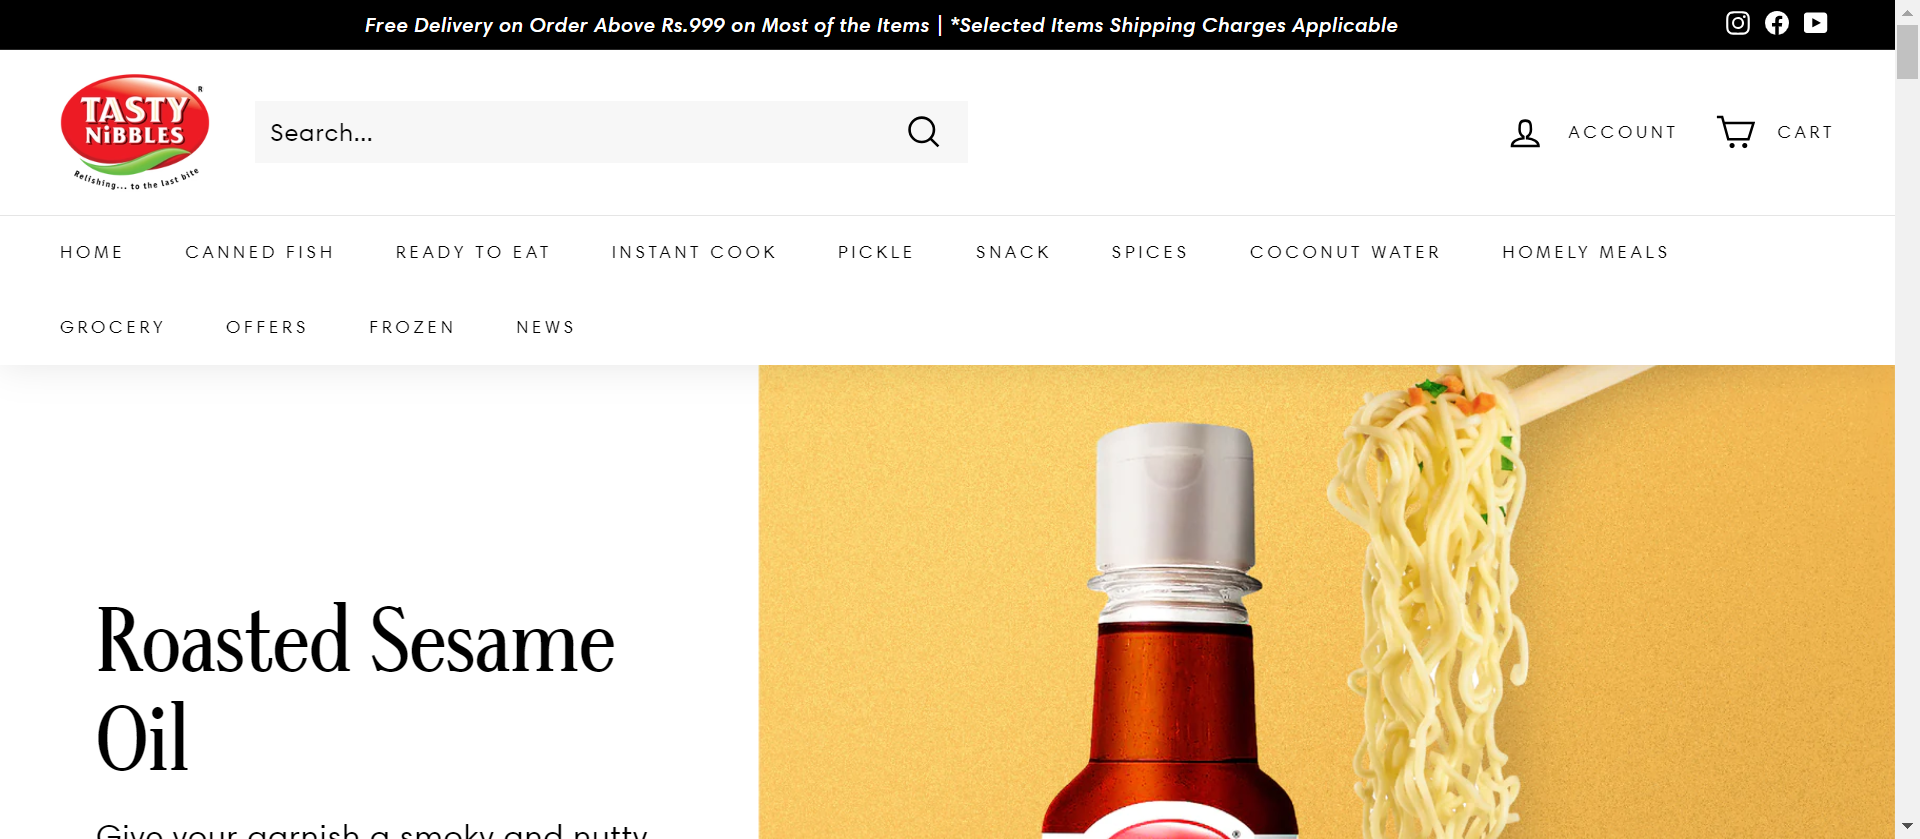 Free Delivery on Order Above Rs.999 on Most of the Items | *Selected Items Shipping Charges Applicable
TASTY
NiBBLES
®
Relishing... to the last bite
Search...
ACCOUNT
CART
HOME
CANNED FISH
READY TO EAT
INSTANT COOK
PICKLE
SNACK
SPICES
COCONUT WATER
HOMELY MEALS
GROCERY
OFFERS
FROZEN
NEWS
Roasted Sesame
Oil
Give your garnish a smoky and nutty
®